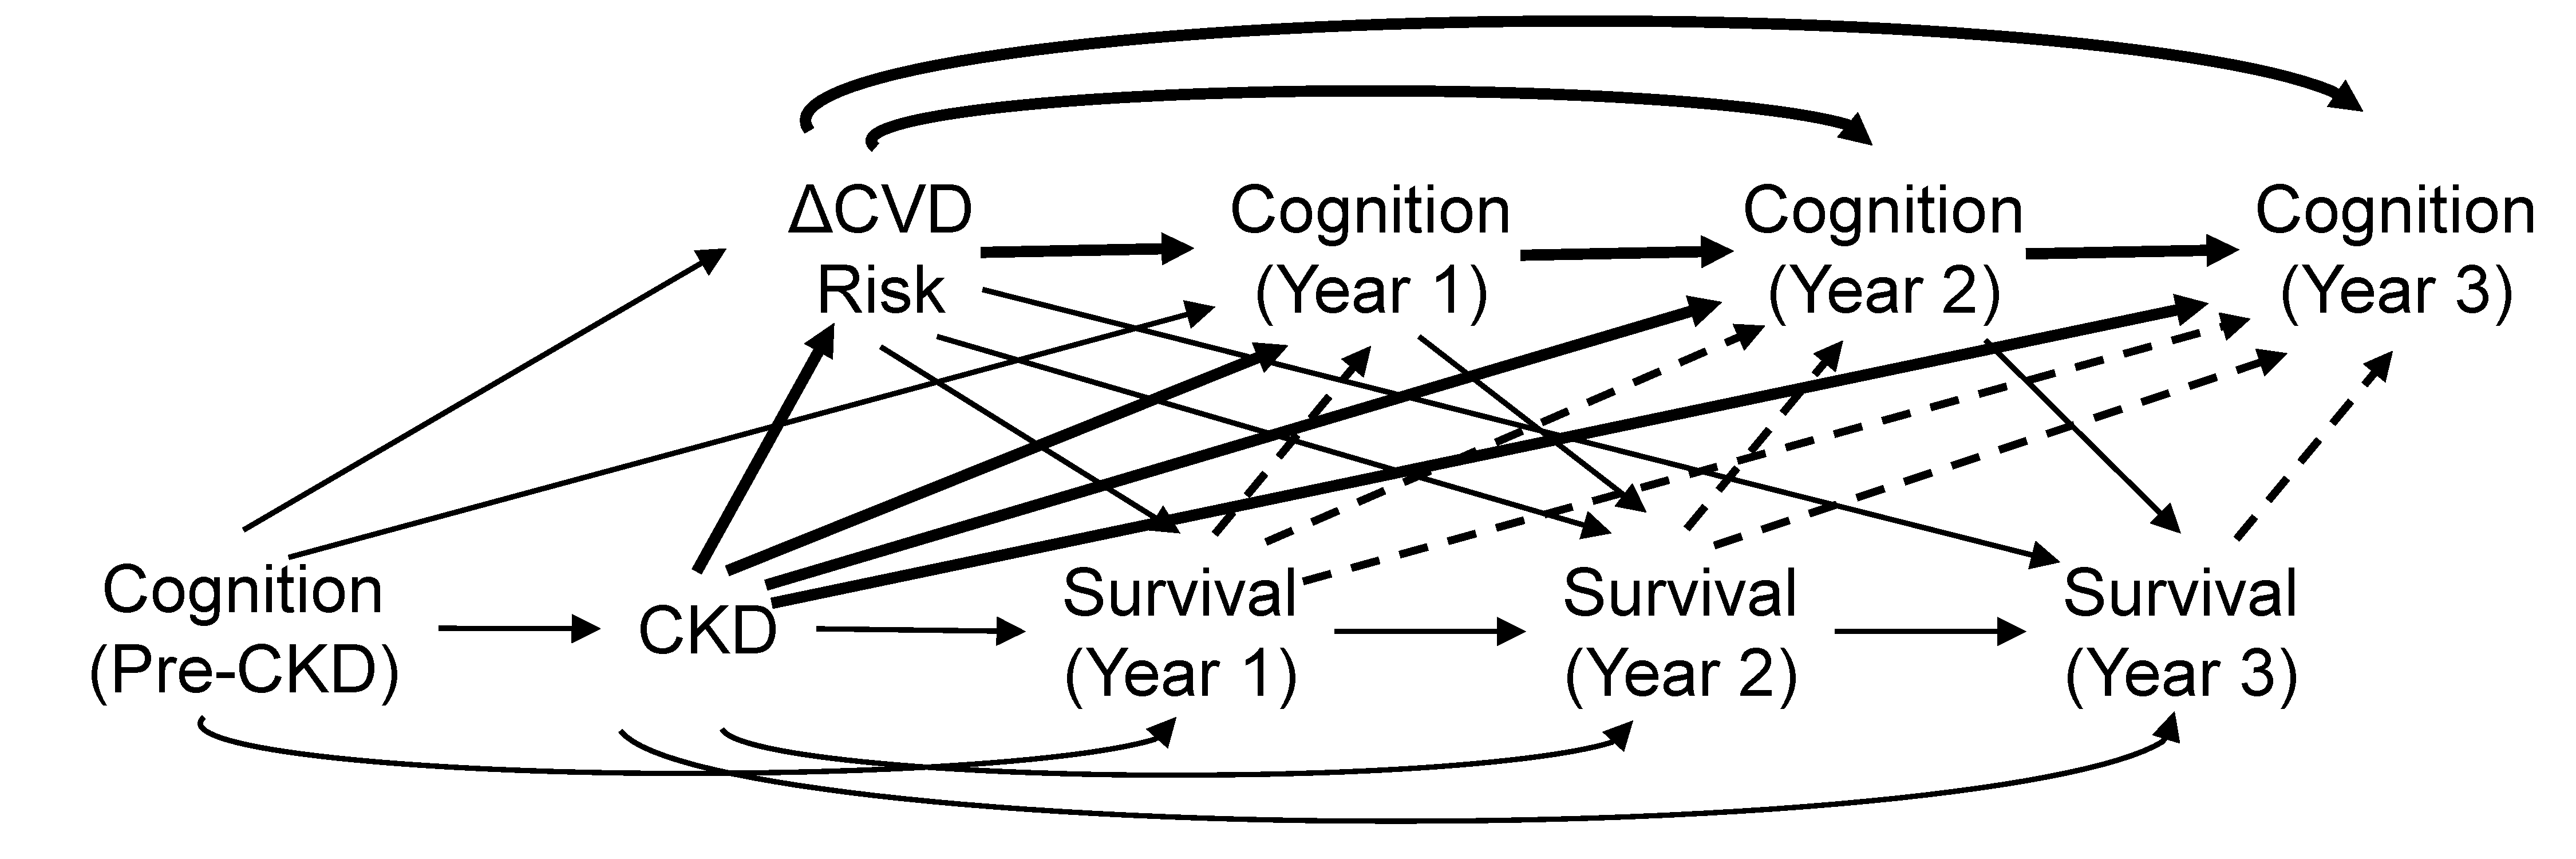 ΔCVD
Risk
Cognition
(Year 1)
Cognition
(Year 2)
Cognition
(Year 3)
Cognition
(Pre-CKD)
CKD
Survival
(Year 1)
Survival
(Year 2)
Survival
(Year 3)